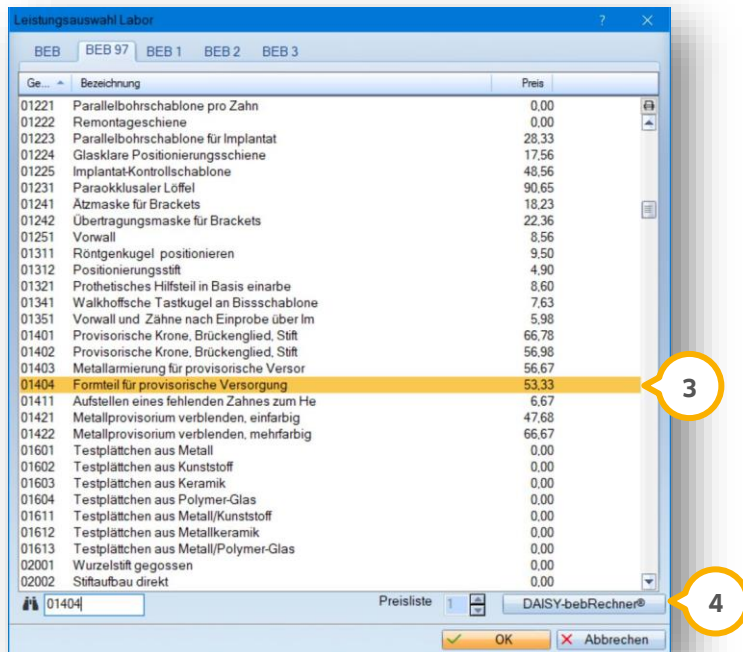 Leistungsauswahl Labor ? ×
BEB BEB 97 BEB 1 BEB 2 BEB 3
Ge... Bezeichnung Preis
01221 Parallelbohrschablone pro Zahn 0,00
01222 Remontageschiene 0,00
01223 Parallelbohrschablone für Implantat 28,33
01224 Glasklare Positionierungsschiene 17,56
01225 Implantat-Kontrollschablone 48,56
01231 Paraokklusaler Löffel 90,65
01241 Ätzmaske für Brackets 18,23
01242 Übertragungsmaske für Brackets 22,36
01251 Vorwall 8,56
01311 Röntgenkugel positionieren 9,50
01312 Positionierungsstift 4,90
01321 Prothetisches Hilfsteil in Basis einarbe 8,60
01341 Walkhoffsche Tastkugel an Bissschablone 7,63
01351 Vorwall und Zähne nach Einprobe über Im 5,98
01401 Provisorische Krone, Brückenglied, Stift 66,78
01402 Provisorische Krone, Brückenglied, Stift 56,98
01403 Metallarmierung für provisorische Versor 56,67
01404 Formteil für provisorische Versorgung 53,33
3
01411 Aufstellen eines fehlenden Zahnes zum He 6,67
01421 Metallprovisorium verblenden, einfarbig 47,68
01422 Metallprovisorium verblenden, mehrfarbig 66,67
01601 Testplättchen aus Metall 0,00
01602 Testplättchen aus Kunststoff 0,00
01603 Testplättchen aus Keramik 0,00
01604 Testplättchen aus Polymer-Glas 0,00
01611 Testplättchen aus Metall/Kunststoff 0,00
01612 Testplättchen aus Metallkeramik 0,00
01613 Testplättchen aus Metall/Polymer-Glas 0,00
02001 Wurzelstift gegossen 0,00
02002 Stiftaufbau direkt 0,00
01404 Preisliste 1 DAISY-bebRechner® 4
OK Abbrechen